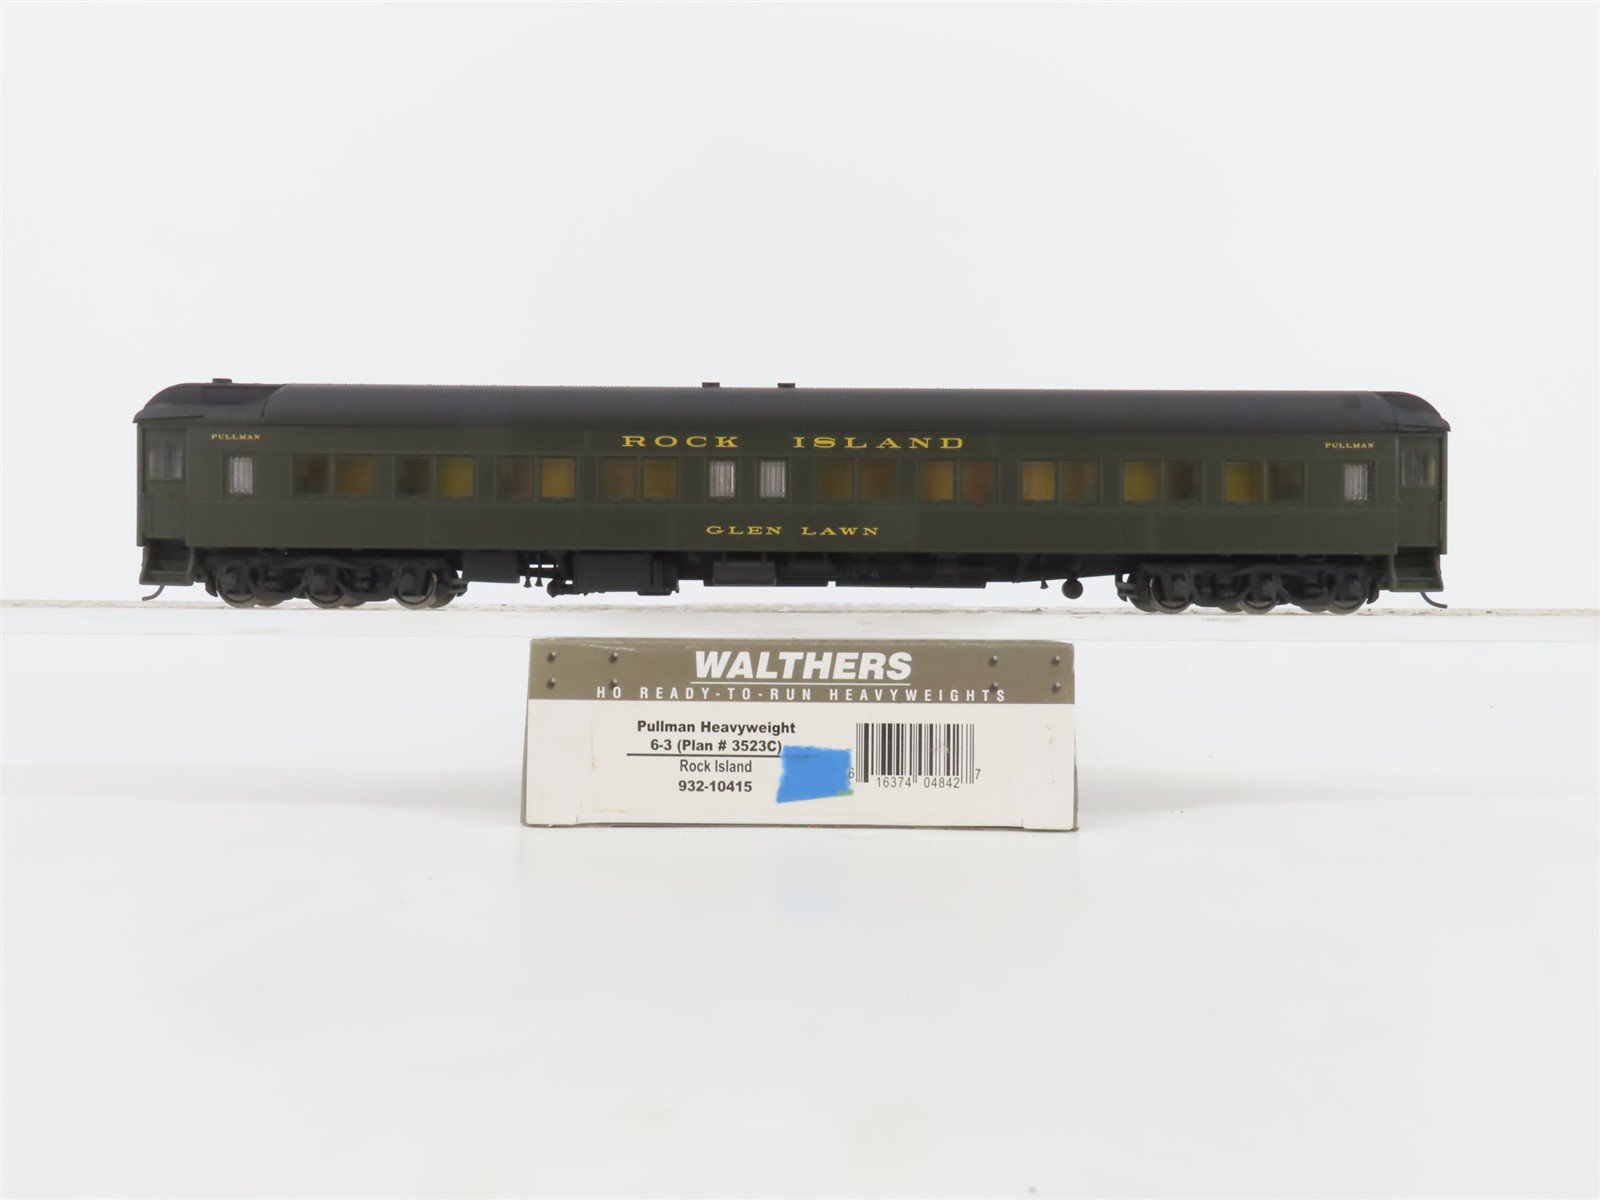 PULLMAN
ROCK ISLAND
PULLMAN
GLEN LAWN
WALTHERS
HO READY-TO-RUN HEAVYWEIGHTS
Pullman Heavyweight
6-3 (Plan # 3523C)
Rock Island
932-10415
6 16374 04842 7